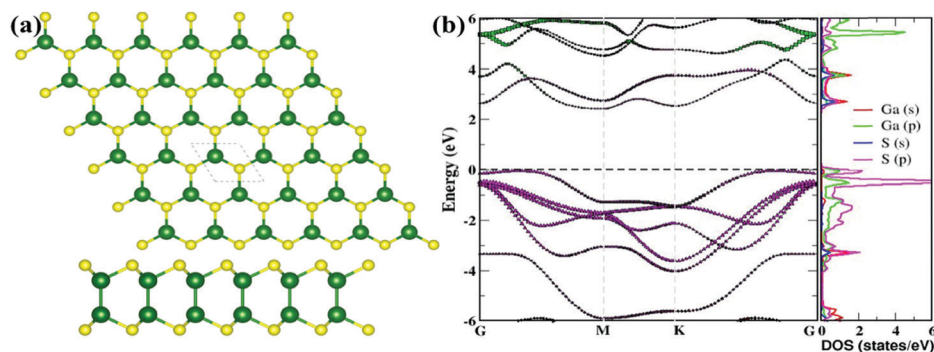 (a)
(b)
6
4
2
0
-2
-4
-6
Energy (eV)
G
M
K
G
Ga (s)
Ga (p)
S (s)
S (p)
0 2 4 6
DOS (states/eV)